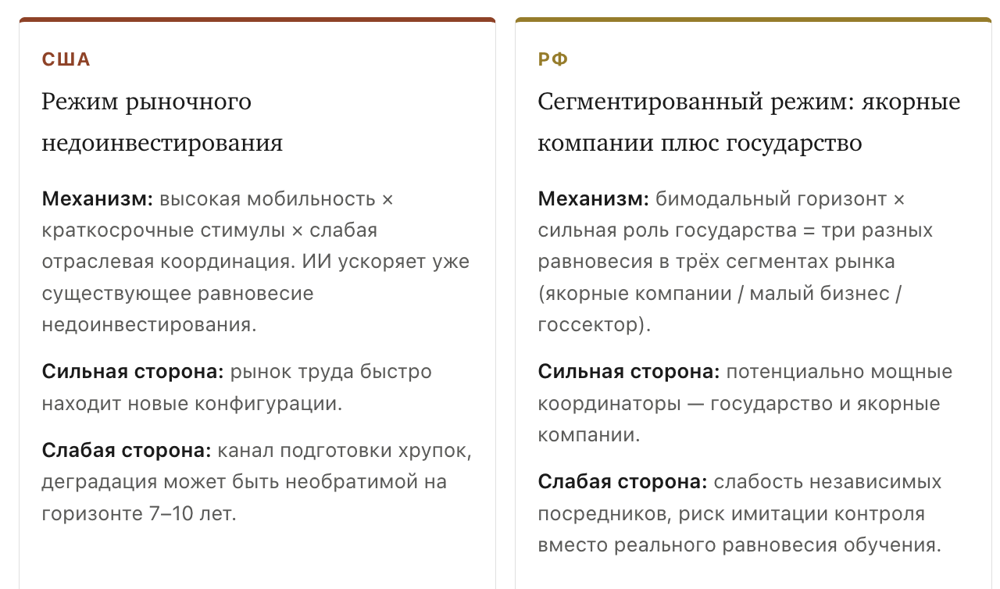 США
Режим рыночного
недоинвестирования
Механизм: высокая мобильность ×
краткосрочные стимулы × слабая
отраслевая координация. ИИ ускоряет уже
существующее равновесие
недоинвестирования.
Сильная сторона: рынок труда быстро
находит новые конфигурации.
Слабая сторона: канал подготовки хрупок,
деградация может быть необратимой на
горизонте 7–10 лет.
РФ
Сегментированный режим: якорные
компании плюс государство
Механизм: бимодальный горизонт ×
сильная роль государства = три разных
равновесия в трёх сегментах рынка
(якорные компании / малый бизнес /
госсектор).
Сильная сторона: потенциально мощные
координаторы — государство и якорные
компании.
Слабая сторона: слабость независимых
посредников, риск имитации контроля
вместо реального равновесия обучения.